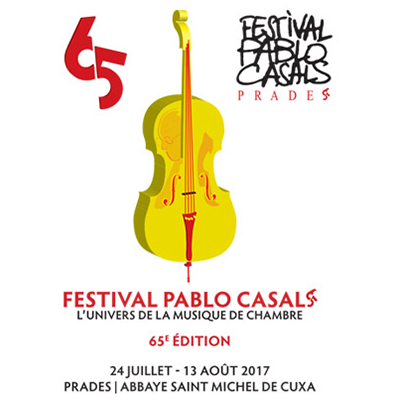 65
FESTIVAL
PABLO
CASALS
PRADES
FESTIVAL PABLO CASALS
L'UNIVERS DE LA MUSIQUE DE CHAMBRE
65E ÉDITION
24 JUILLET - 13 AOÛT 2017
PRADES | ABBAYE SAINT MICHEL DE CUXA